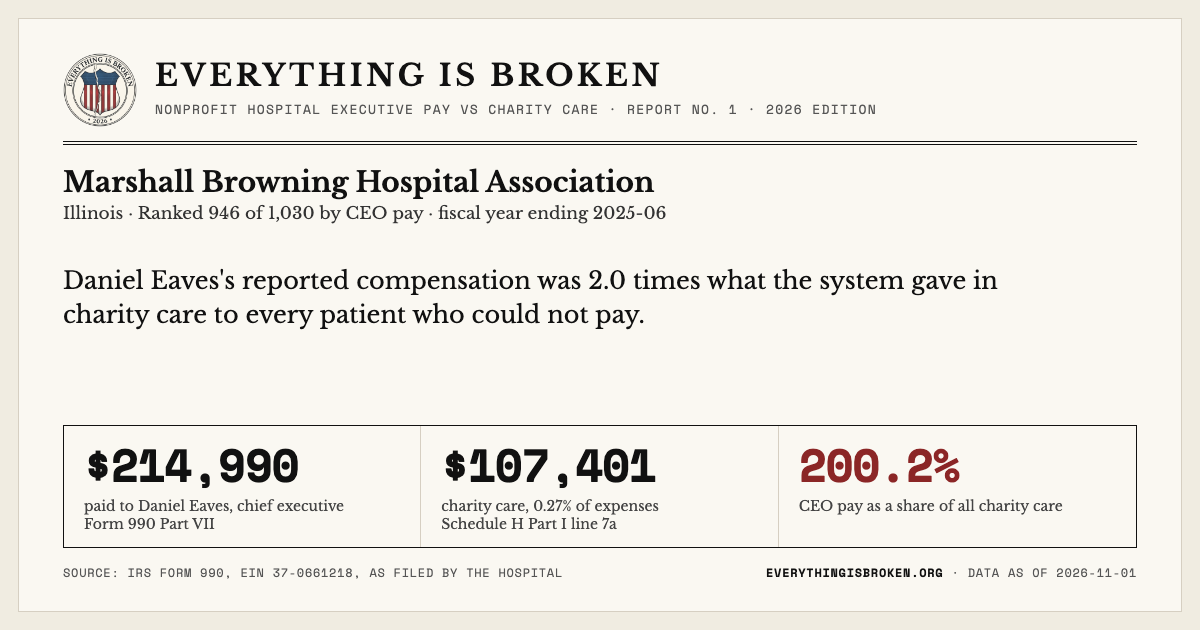 EVERYTHING IS BROKEN
· 2026 ·
EVERYTHING IS BROKEN
NONPROFIT HOSPITAL EXECUTIVE PAY VS CHARITY CARE · REPORT NO. 1 · 2026 EDITION
Marshall Browning Hospital Association
Illinois · Ranked 946 of 1,030 by CEO pay · fiscal year ending 2025-06
Daniel Eaves's reported compensation was 2.0 times what the system gave in
charity care to every patient who could not pay.
$214,990
paid to Daniel Eaves, chief executive
Form 990 Part VII
$107,401
charity care, 0.27% of expenses
Schedule H Part I line 7a
200.2%
CEO pay as a share of all charity care
SOURCE: IRS FORM 990, EIN 37-0661218, AS FILED BY THE HOSPITAL
EVERYTHINGISBROKEN.ORG · DATA AS OF 2026-11-01